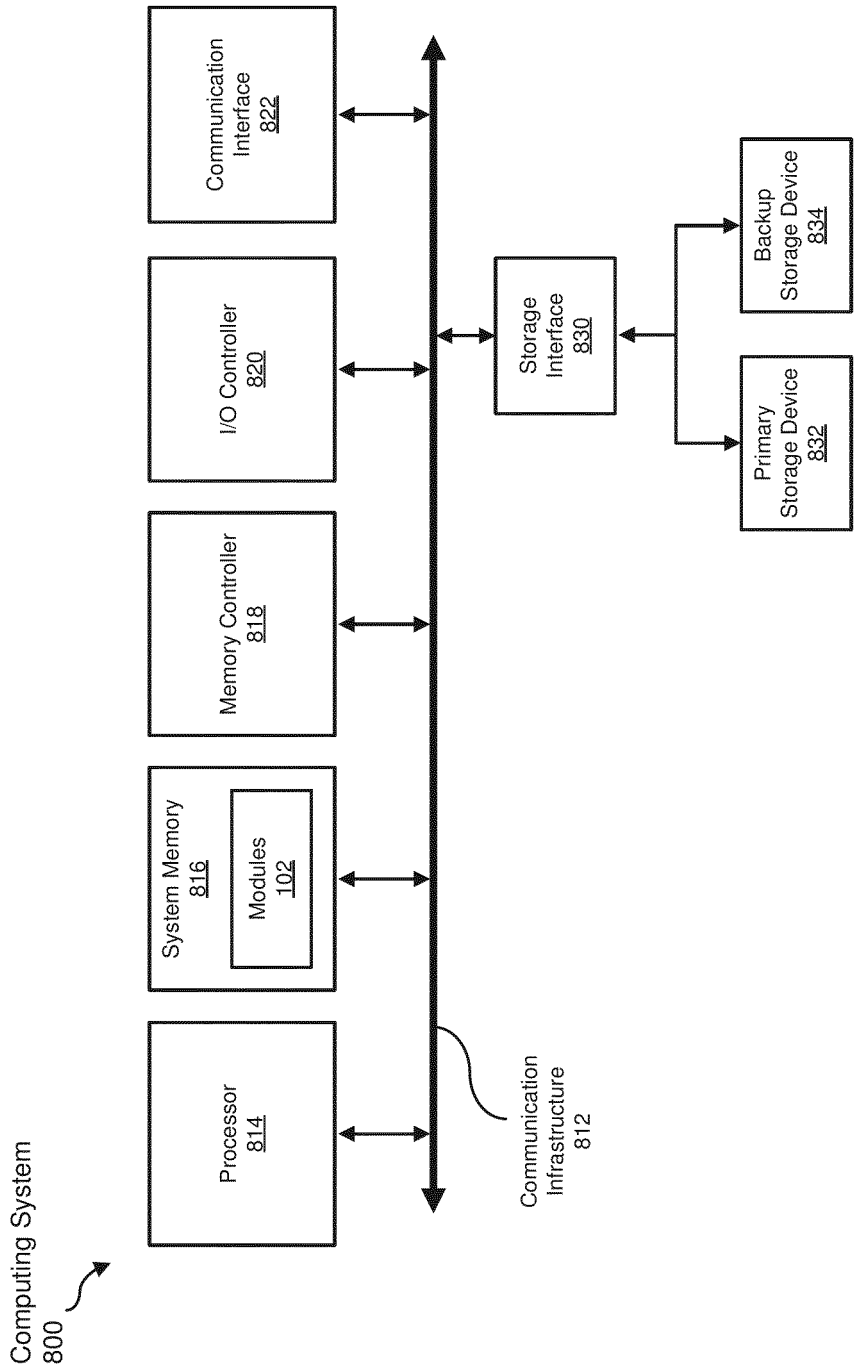 Computing System
800
Processor
814
System Memory
816
Modules
102
Memory Controller
818
I/O Controller
820
Communication
Interface
822
Communication
Infrastructure
812
Storage
Interface
830
Primary
Storage Device
832
Backup
Storage Device
834